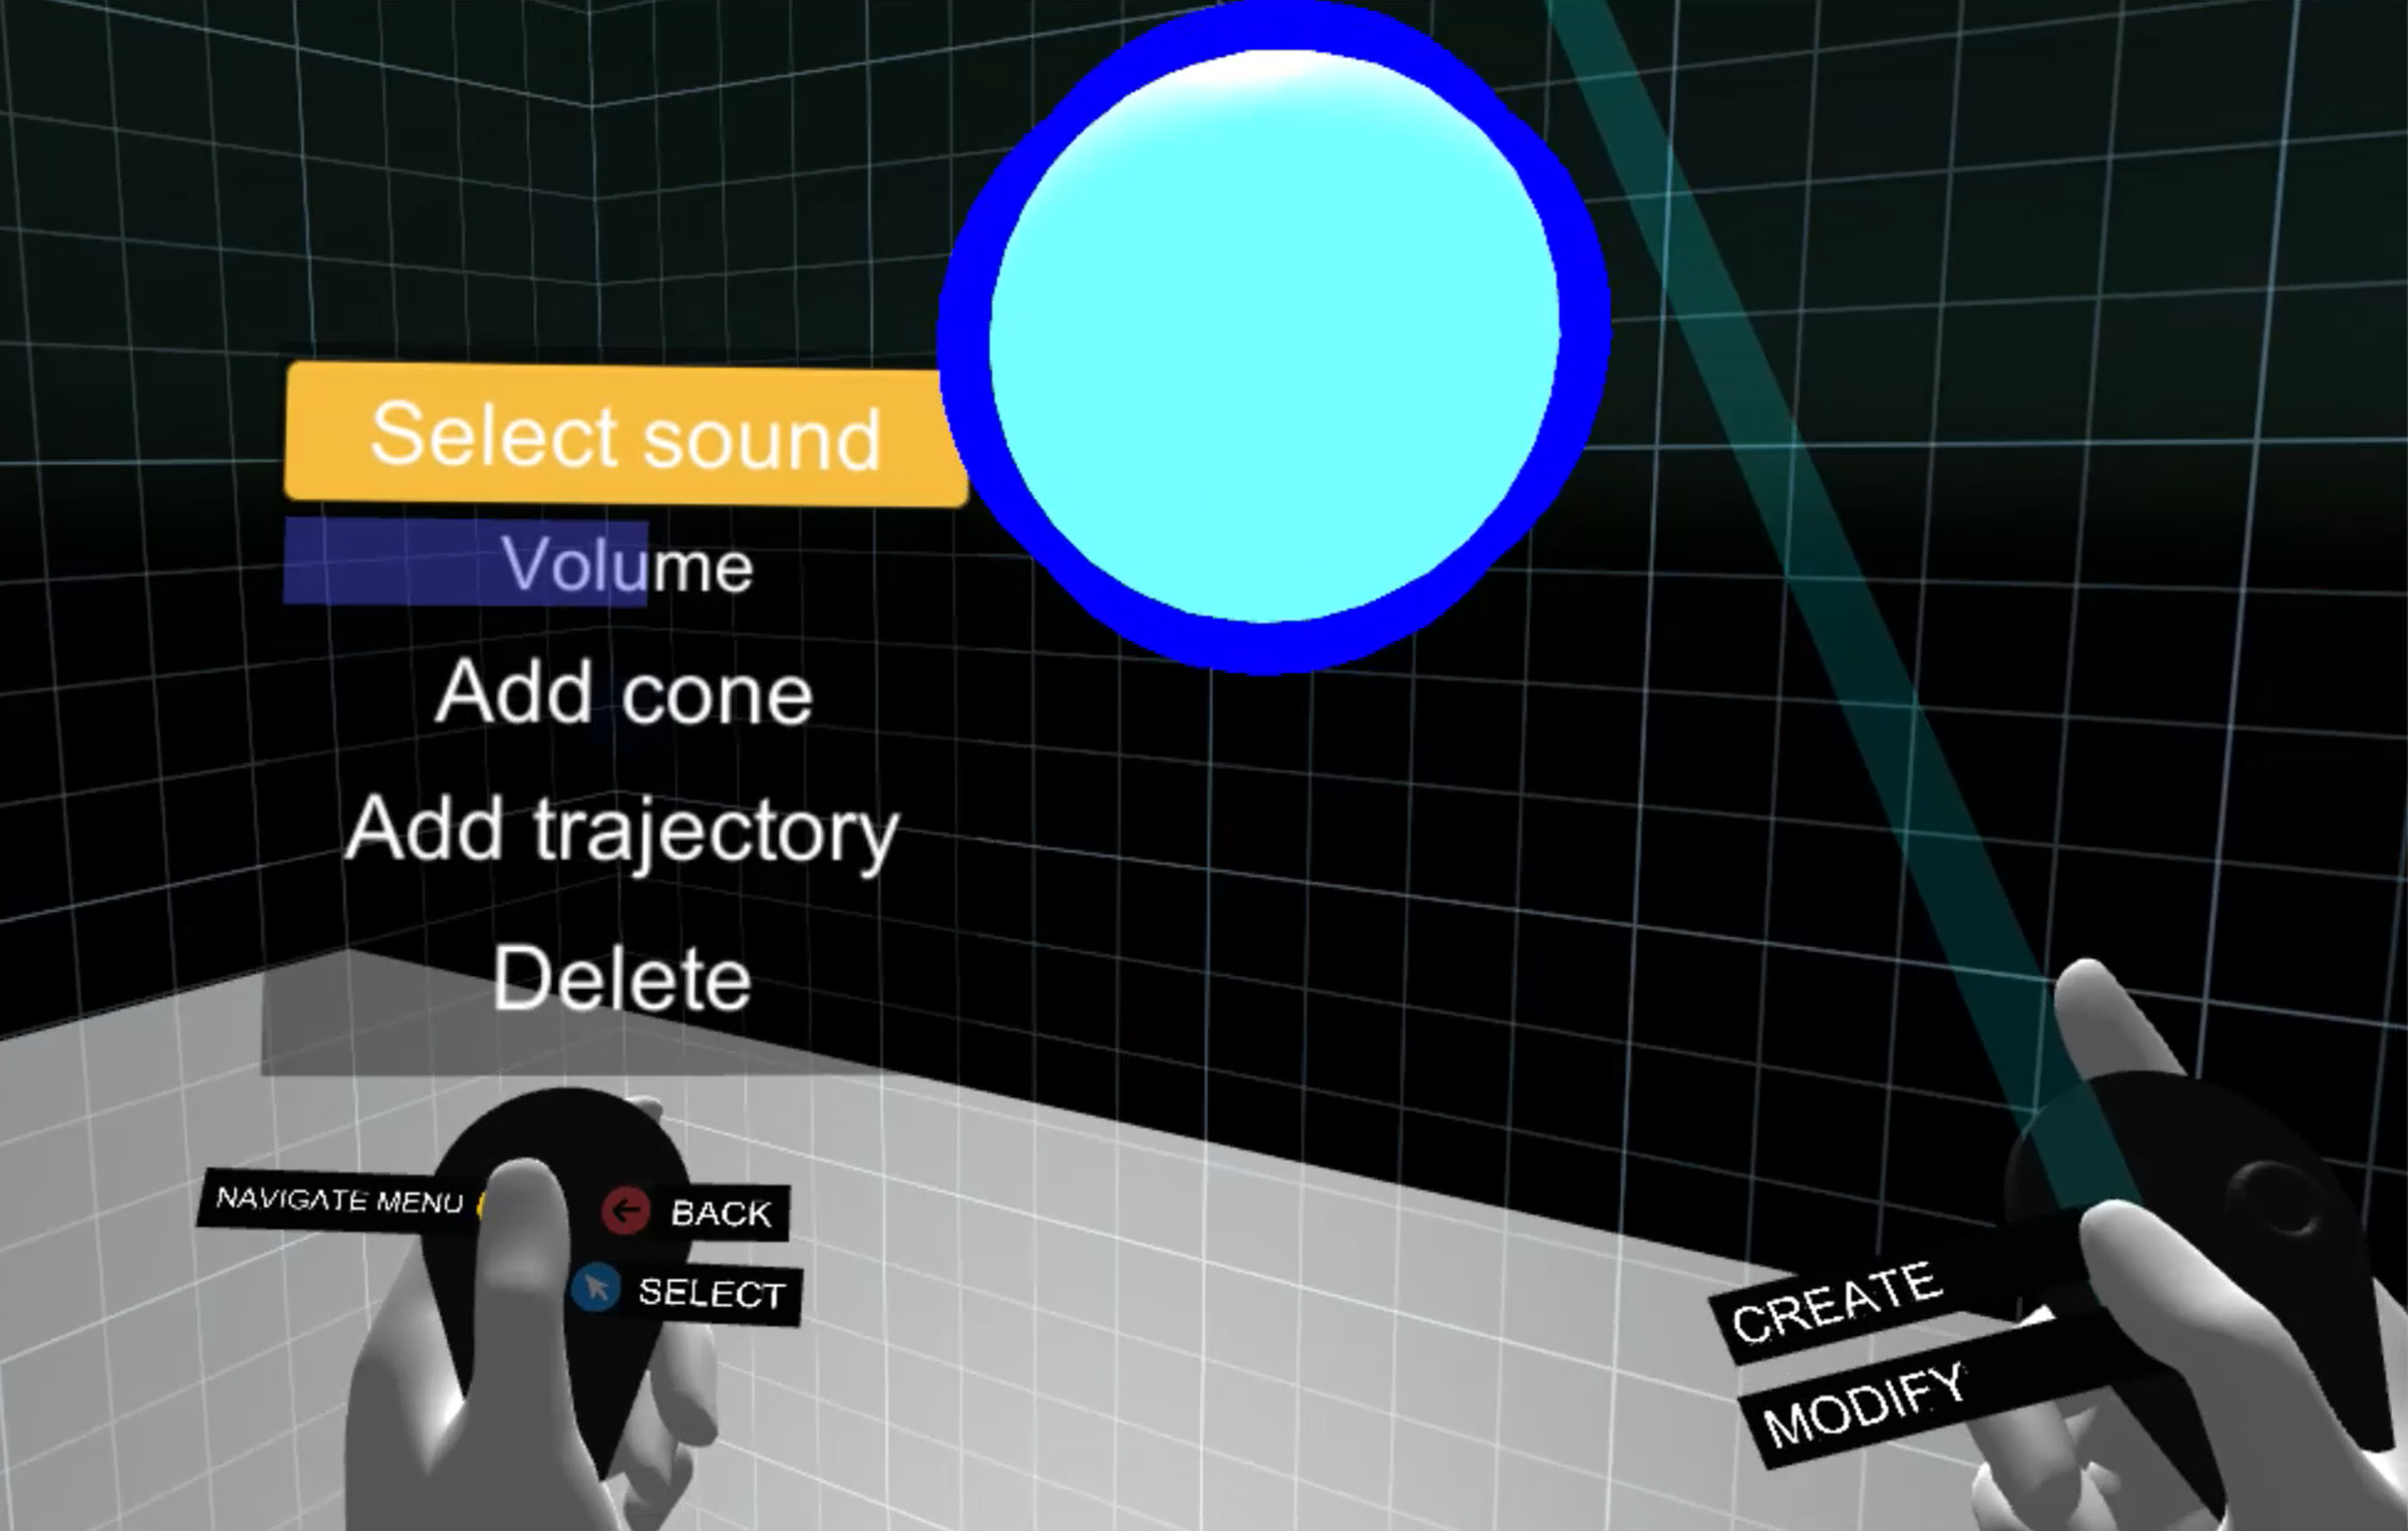 Select sound
Volume
Add cone
Add trajectory
Delete
NAVIGATE MENU
BACK
SELECT
CREATE
MODIFY